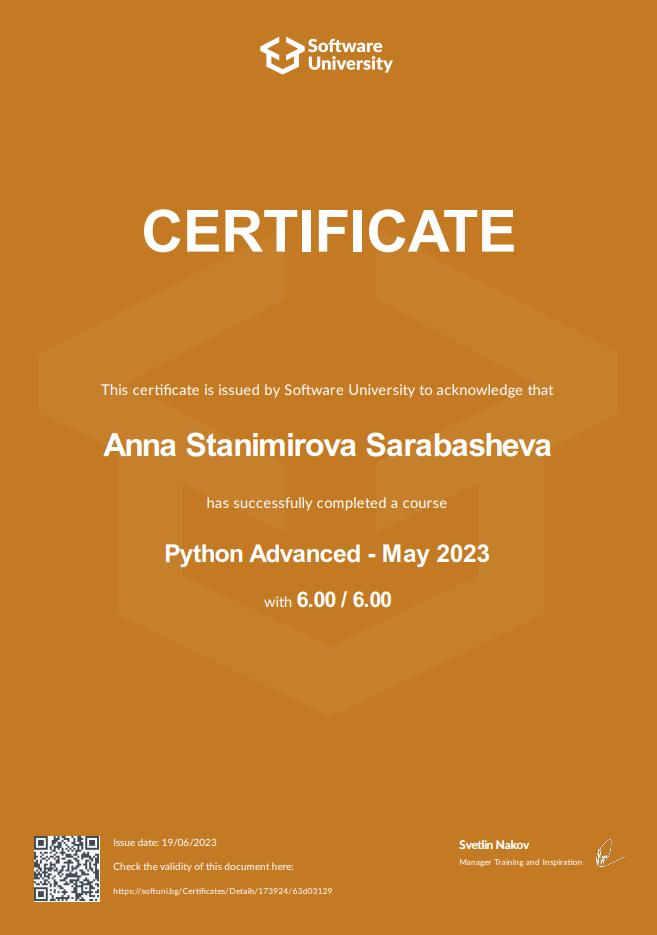 Software
University
CERTIFICATE
This certificate is issued by Software University to acknowledge that
Anna Stanimirova Sarabasheva
has successfully completed a course
Python Advanced - May 2023
with 6.00 / 6.00
Issue date: 19/06/2023
Check the validity of this document here:
https://softuni.bg/Certificates/Details/173924/63d03129
Svetlin Nakov
Manager Training and Inspiration